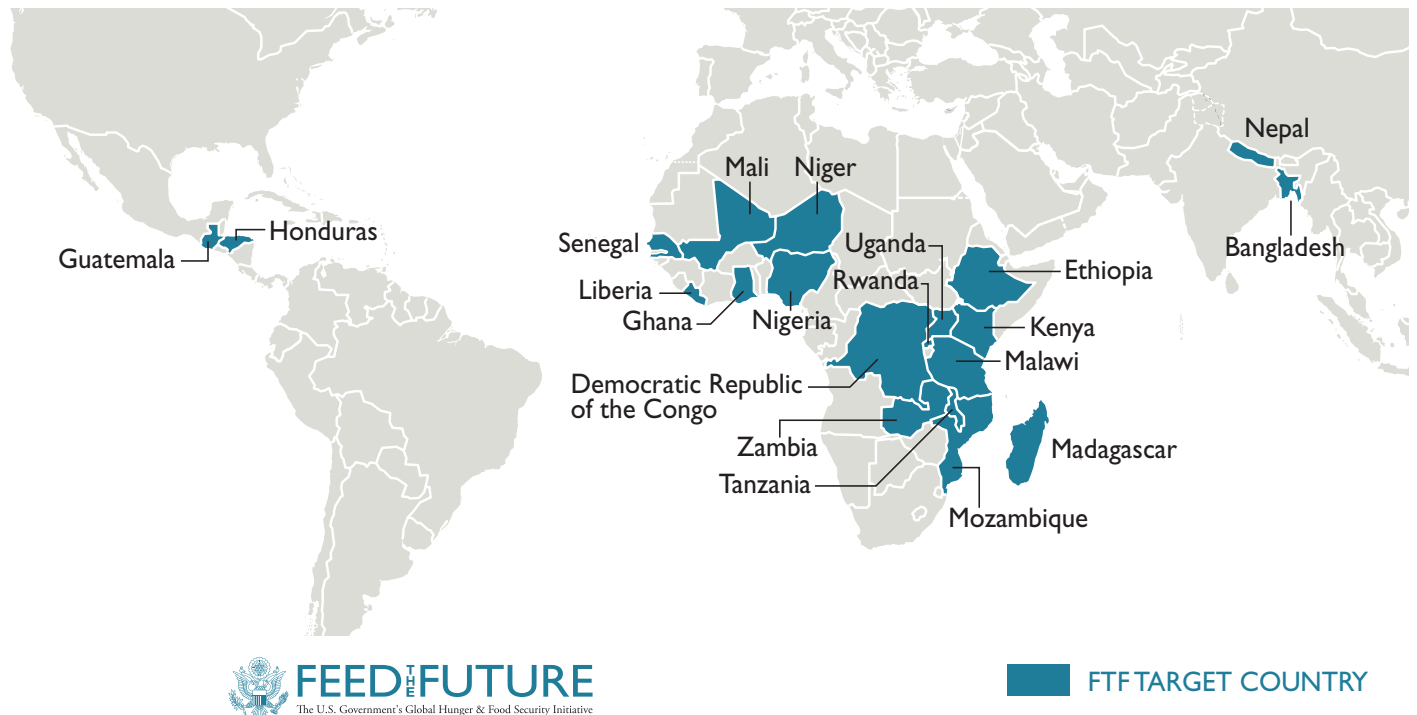 Nepal
Mali
Niger
Honduras
Guatemala
Senegal
Uganda
Bangladesh
Ethiopia
Rwanda
Liberia
Ghana
Nigeria
Kenya
Malawi
Democratic Republic
of the Congo
Zambia
Madagascar
Tanzania
Mozambique
FEED THE FUTURE
The U.S. Government's Global Hunger & Food Security Initiative
FTF TARGET COUNTRY